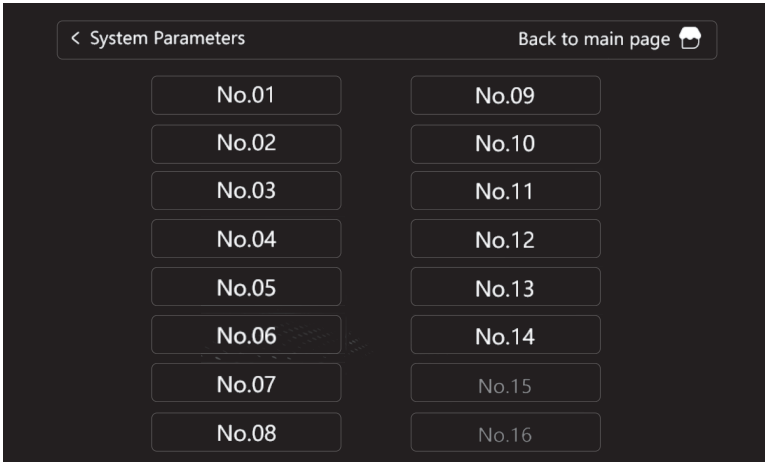 < System Parameters
Back to main page
No.01
No.02
No.03
No.04
No.05
No.06
No.07
No.08
No.09
No.10
No.11
No.12
No.13
No.14
No.15
No.16